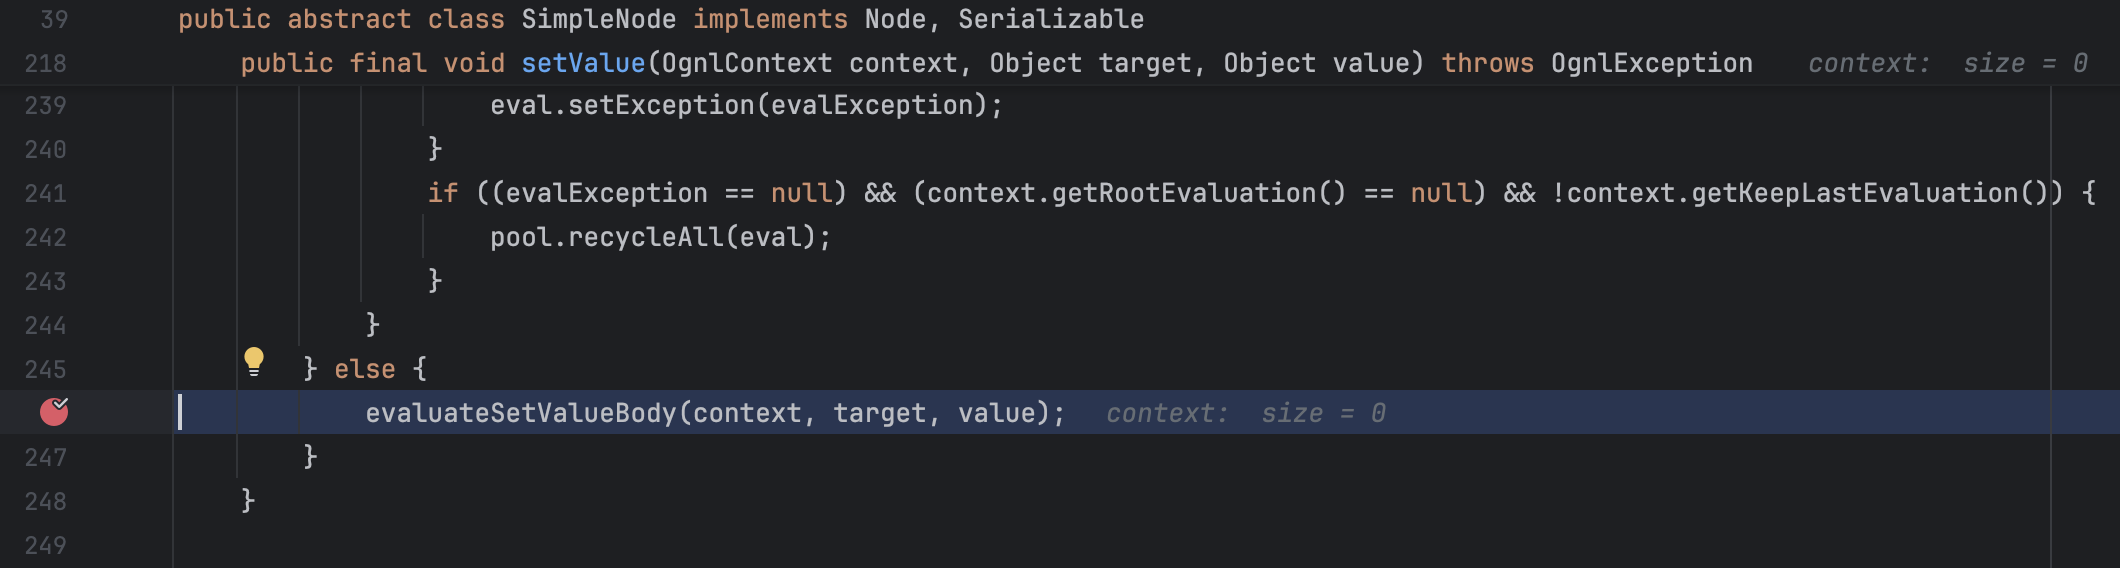 39 public abstract class SimpleNode implements Node, Serializable
218 public final void setValue(OgnlContext context, Object target, Object value) throws OgnlException context: size = 0
239 eval.setException(evalException);
240 }
241 if ((evalException == null) && (context.getRootEvaluation() == null) && !context.getKeepLastEvaluation()) {
242 pool.recycleAll(eval);
243 }
244 }
245 } else {
evaluateSetValueBody(context, target, value); context: size = 0
247 }
248 }
249